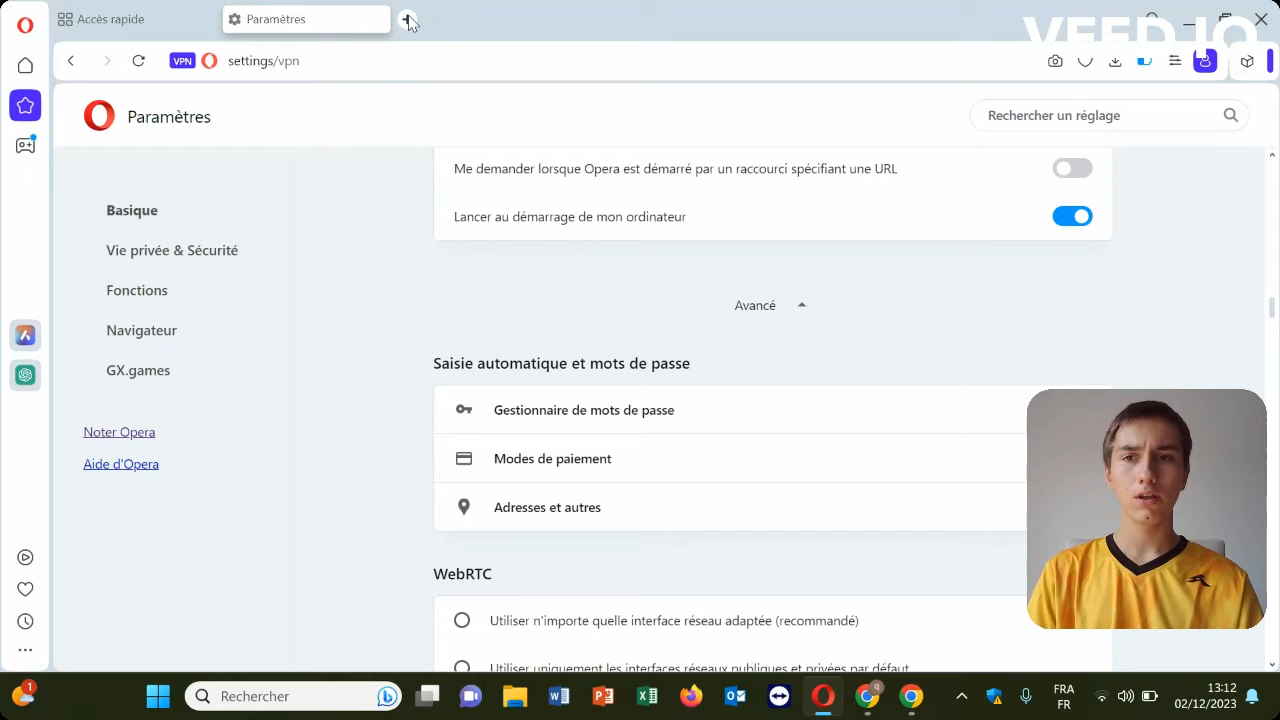 Accès rapide
Paramètres
VEED.IO
VPN
settings/vpn
Paramètres
Rechercher un réglage
Me demander lorsque Opera est démarré par un raccourci spécifiant une URL
Lancer au démarrage de mon ordinateur
Basique
Vie privée & Sécurité
Fonctions
Navigateur
GX.games
Noter Opera
Aide d'Opera
Avancé
Saisie automatique et mots de passe
Gestionnaire de mots de passe
Modes de paiement
Adresses et autres
WebRTC
Utiliser n'importe quelle interface réseau adaptée (recommandé)
Utiliser uniquement les interfaces réseaux publiques et privées par défaut
1
Rechercher
q
FRA
FR
13:12
02/12/2023